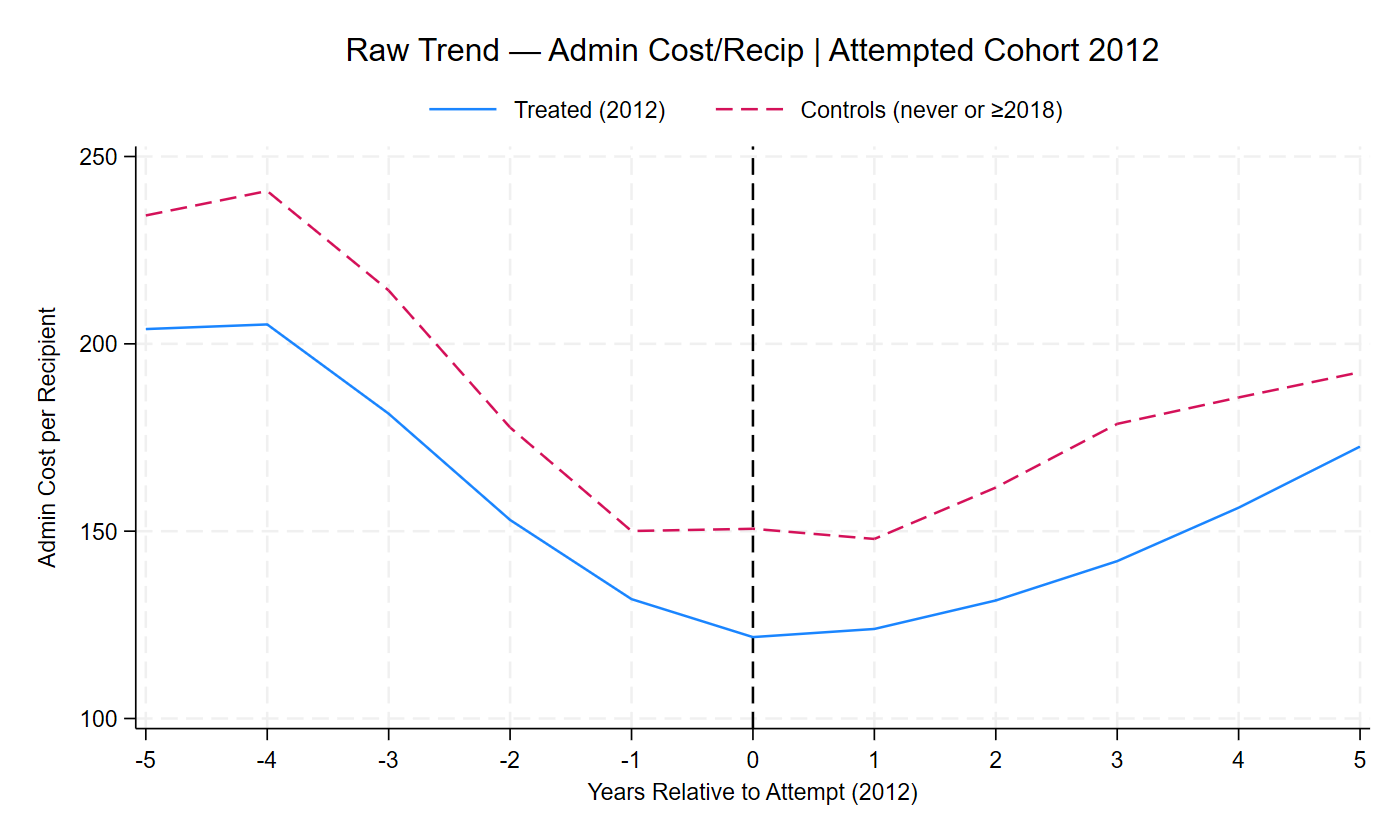 Raw Trend — Admin Cost/Recip | Attempted Cohort 2012
Treated (2012)
Controls (never or ≥2018)
Admin Cost per Recipient
250
200
150
100
-5 -4 -3 -2 -1 0 1 2 3 4 5
Years Relative to Attempt (2012)